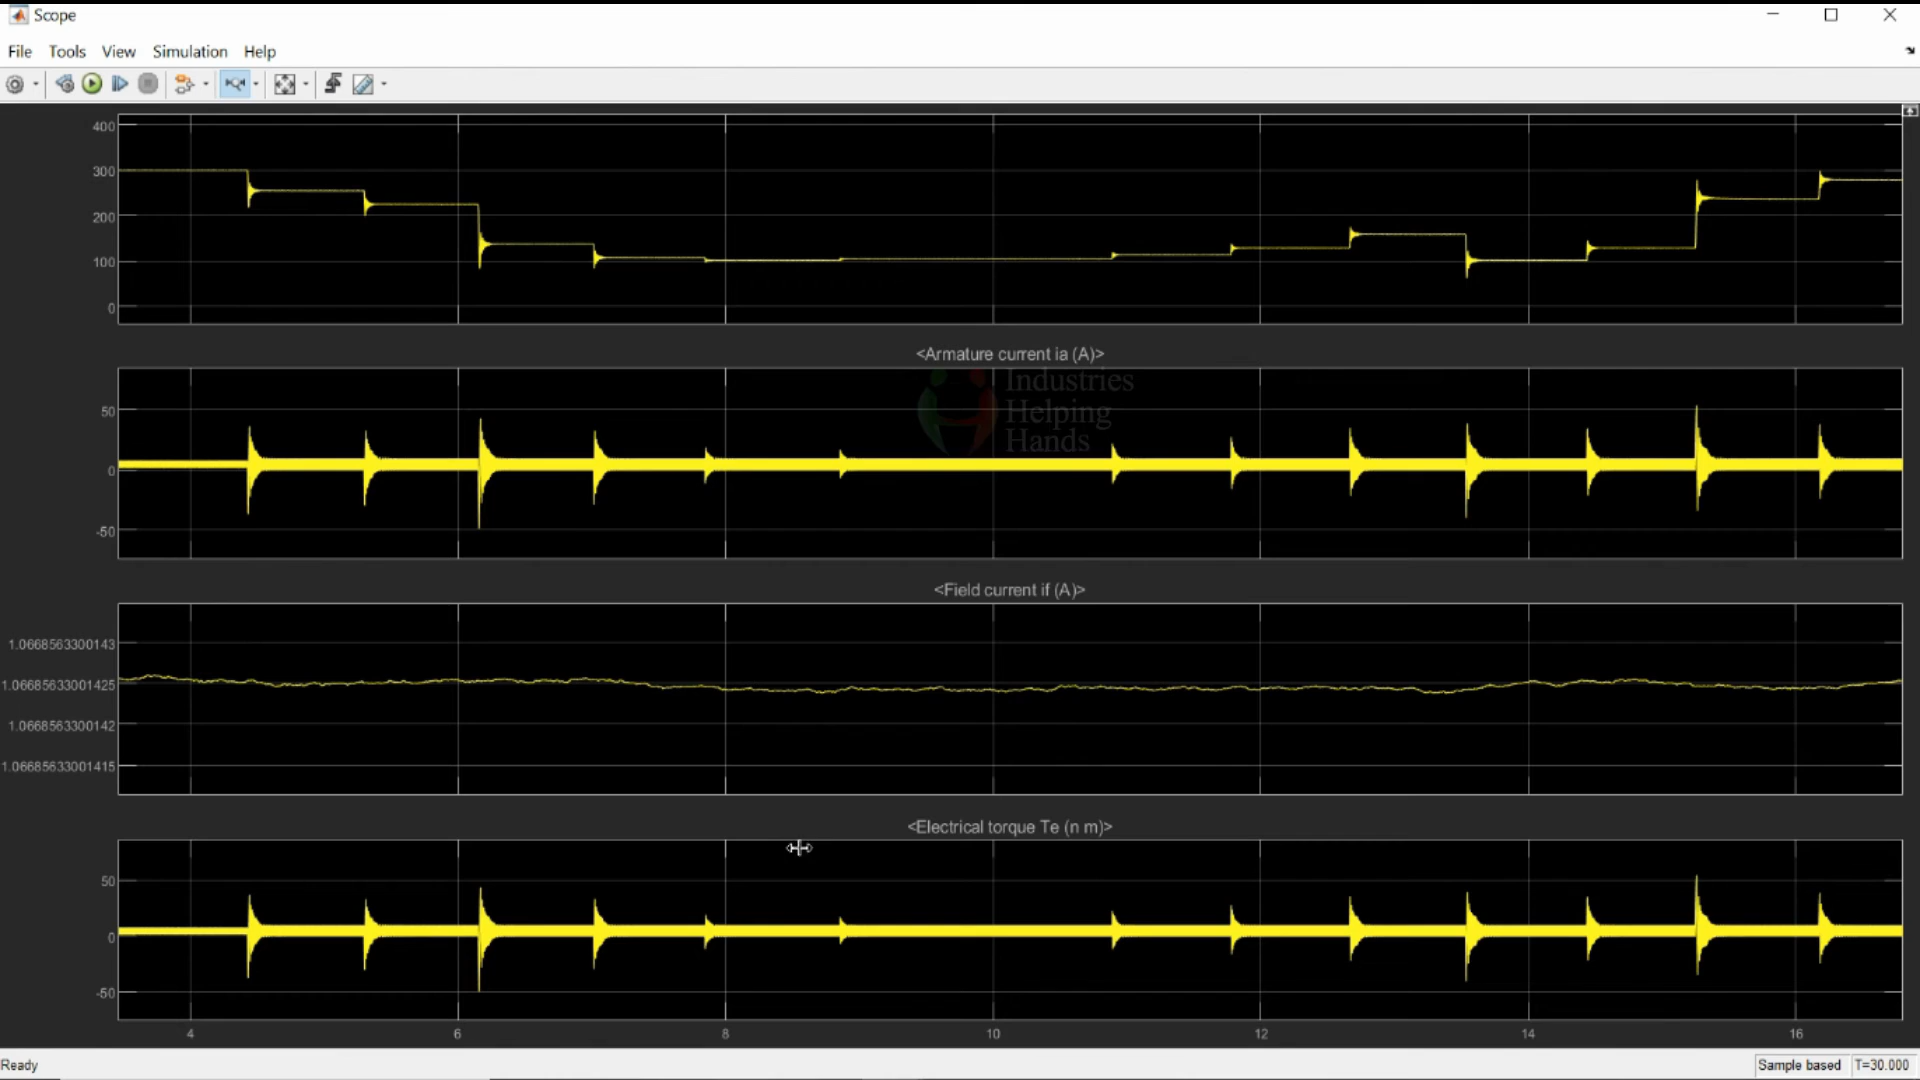 Scope
File Tools View Simulation Help
400
300
200
100
0
<Armature current ia (A)>
Industries
Helping
Hands
50
0
-50
<Field current if (A)>
1.0668563300143
1.06685633001425
1.0668563300142
1.06685633001415
<Electrical torque Te (n m)>
50
0
-50
4 6 8 10 12 14 16
Ready Sample based T=30.000